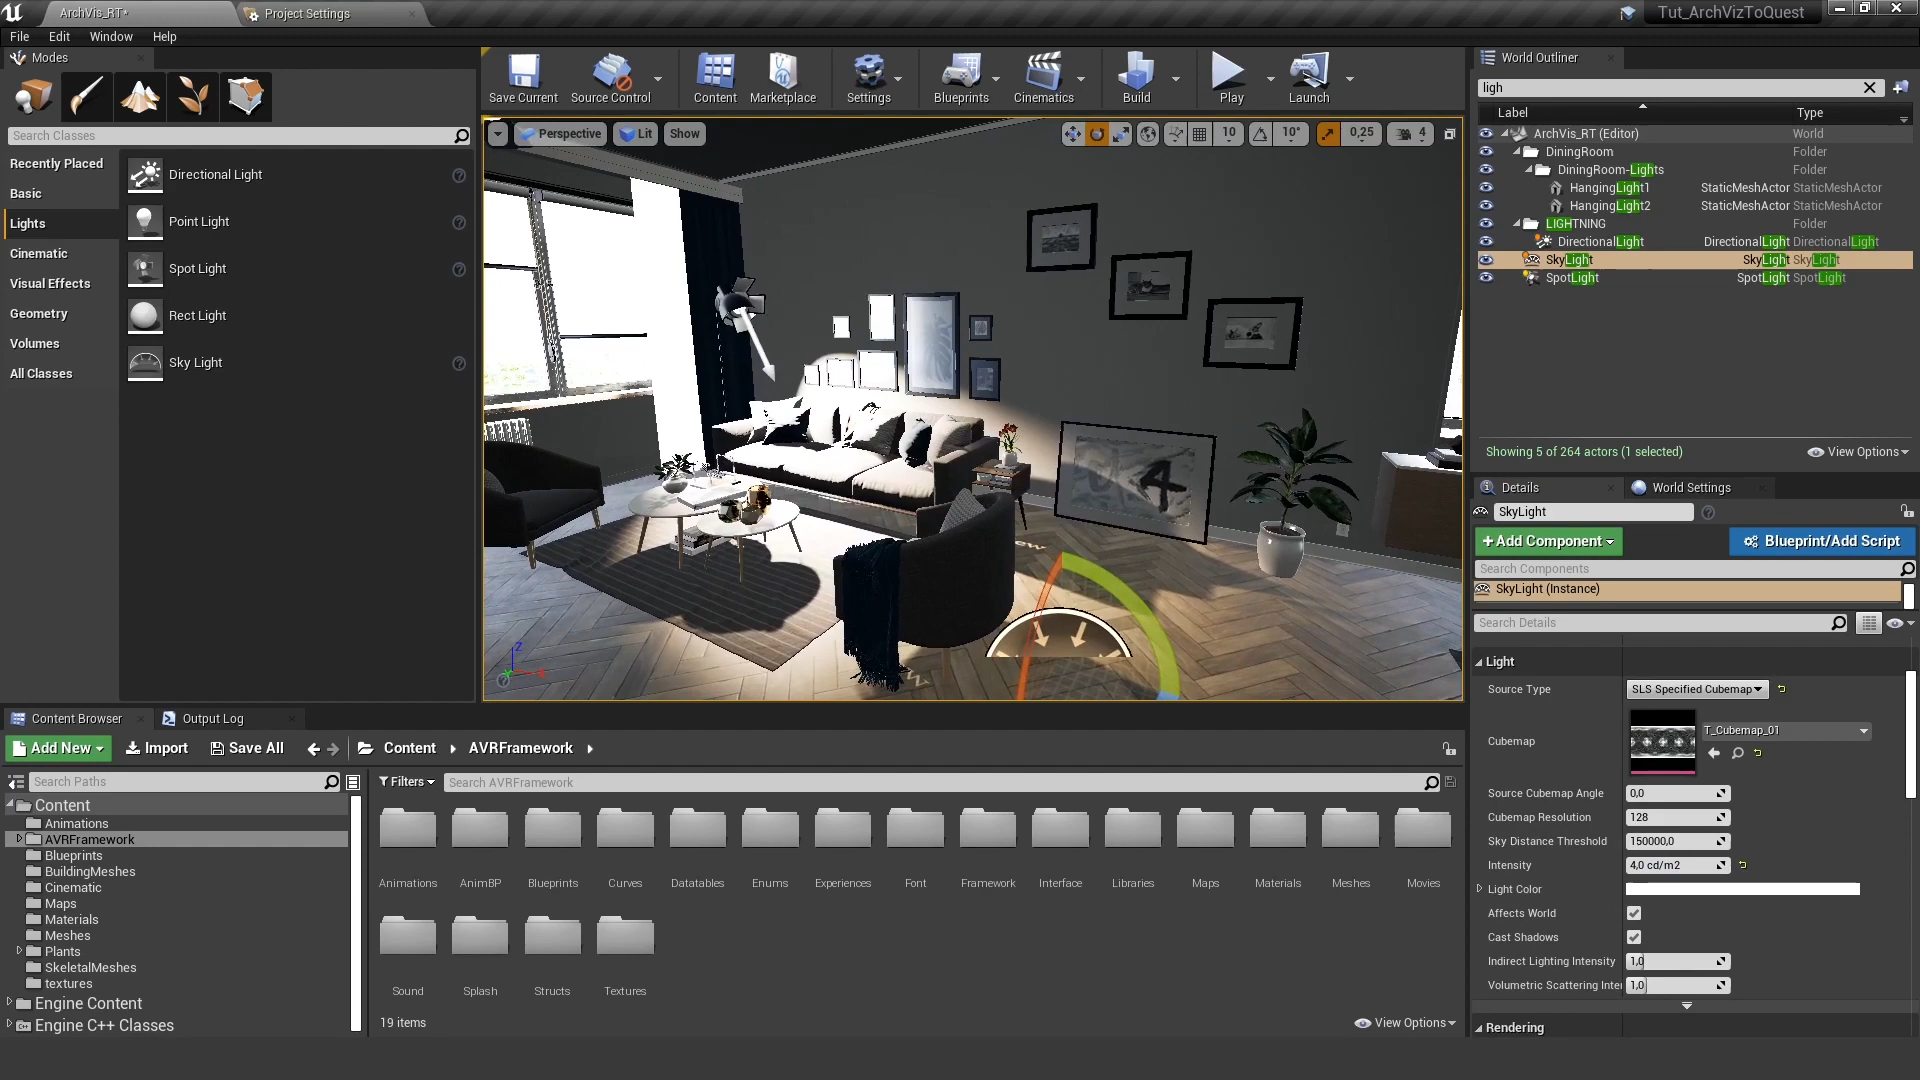 ArchVis_RT*
Project Settings
Tut_ArchVizToQuest
File Edit Window Help
Modes
Search Classes
Recently Placed
Basic
Lights
Cinematic
Visual Effects
Geometry
Volumes
All Classes
Directional Light
Point Light
Spot Light
Rect Light
Sky Light
Save Current
Source Control
Content
Marketplace
Settings
Blueprints
Cinematics
Build
Play
Launch
Perspective Lit Show
10 10° 0,25 4
Z
World Outliner
ligh
Label Type
ArchVis_RT (Editor) World
DiningRoom Folder
DiningRoom-Lights Folder
HangingLight1 StaticMeshActor StaticMeshActor
HangingLight2 StaticMeshActor StaticMeshActor
LIGHTNING Folder
DirectionalLight DirectionalLight DirectionalLight
SkyLight SkyLight SkyLight
SpotLight SpotLight SpotLight
Showing 5 of 264 actors (1 selected)
View Options
Details
World Settings
SkyLight
+Add Component
Blueprint/Add Script
Search Components
SkyLight (Instance)
Search Details
Light
Source Type SLS Specified Cubemap
Cubemap T_Cubemap_01
Source Cubemap Angle 0,0
Cubemap Resolution 128
Sky Distance Threshold 150000,0
Intensity 4,0 cd/m2
Light Color
Affects World
Cast Shadows
Indirect Lighting Intensity 1,0
Volumetric Scattering Inte 1,0
Rendering
Content Browser
Output Log
Add New
Import
Save All
Content
AVRFramework
Search Paths
Filters
Search AVRFramework
Content
Animations
AVRFramework
Blueprints
BuildingMeshes
Cinematic
Maps
Materials
Meshes
Plants
SkeletalMeshes
textures
Engine Content
Engine C++ Classes
Animations AnimBP Blueprints Curves Datatables Enums Experiences Font Framework Interface Libraries Maps Materials Meshes Movies
Sound Splash Structs Textures
19 items
View Options